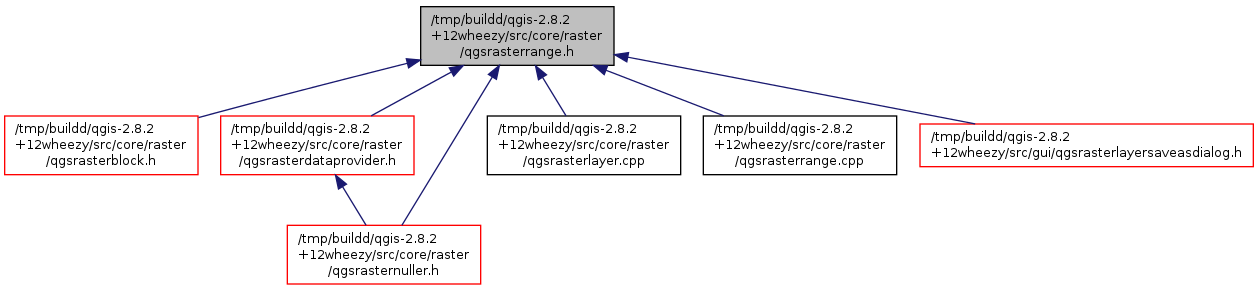 /tmp/buildd/qgis-2.8.2
+12wheezy/src/core/raster
/qgsrasterrange.h
/tmp/buildd/qgis-2.8.2
+12wheezy/src/core/raster
/qgsrasterblock.h
/tmp/buildd/qgis-2.8.2
+12wheezy/src/core/raster
/qgsrasterdataprovider.h
/tmp/buildd/qgis-2.8.2
+12wheezy/src/core/raster
/qgsrasterlayer.cpp
/tmp/buildd/qgis-2.8.2
+12wheezy/src/core/raster
/qgsrasterrange.cpp
/tmp/buildd/qgis-2.8.2
+12wheezy/src/gui/qgsrasterlayersaveasdialog.h
/tmp/buildd/qgis-2.8.2
+12wheezy/src/core/raster
/qgsrasternuller.h